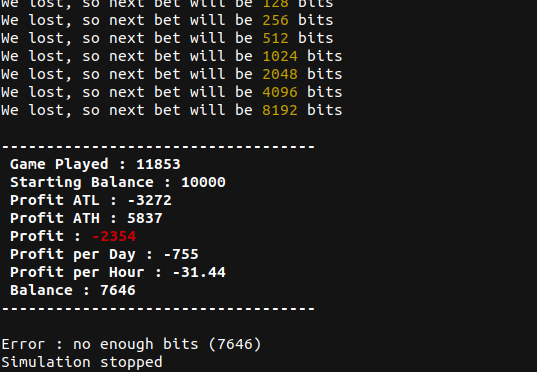 We lost, so next bet will be 128 bits
We lost, so next bet will be 256 bits
We lost, so next bet will be 512 bits
We lost, so next bet will be 1024 bits
We lost, so next bet will be 2048 bits
We lost, so next bet will be 4096 bits
We lost, so next bet will be 8192 bits
-----------------------------------
Game Played : 11853
Starting Balance : 10000
Profit ATL : -3272
Profit ATH : 5837
Profit : -2354
Profit per Day : -755
Profit per Hour : -31.44
Balance : 7646
-----------------------------------
Error : no enough bits (7646)
Simulation stopped